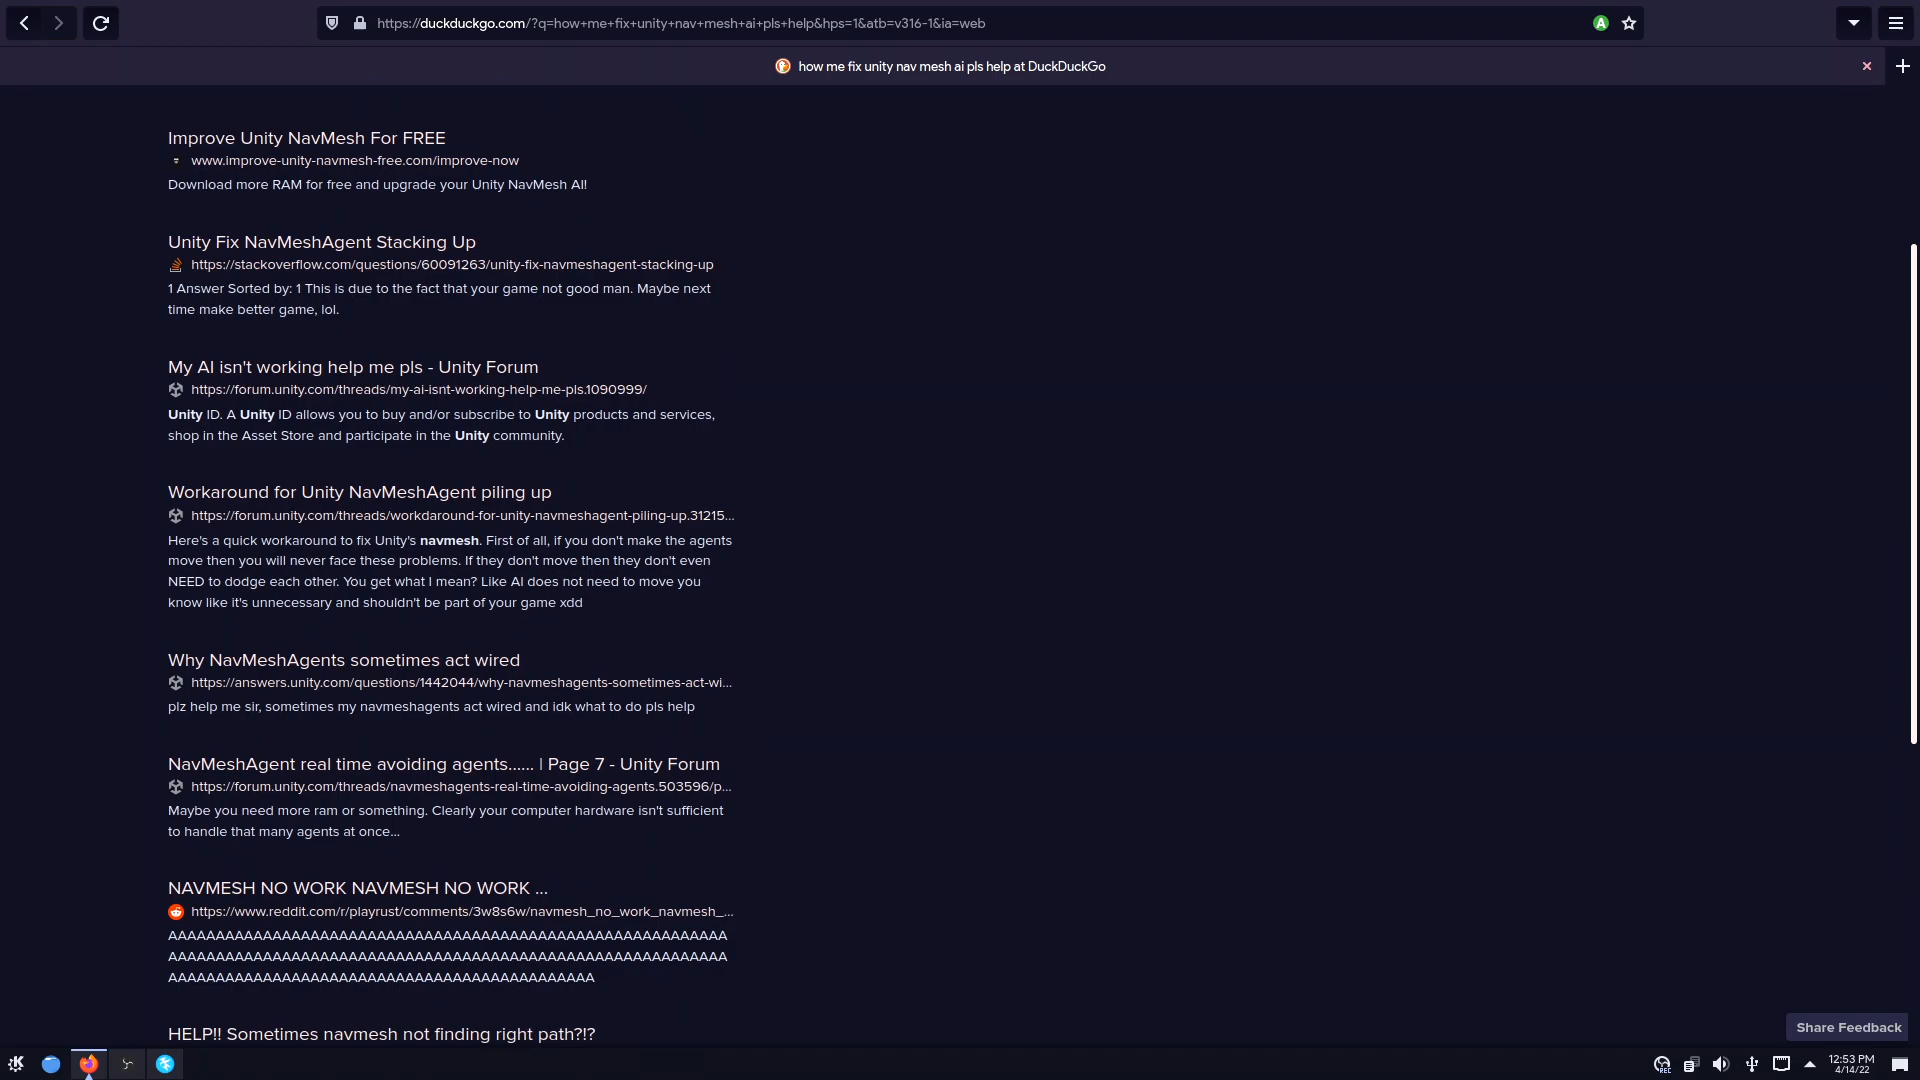 https://duckduckgo.com/?q=how+me+fix+unity+nav+mesh+ai+pls+help&hps=1&atb=v316-1&ia=web
A
how me fix unity nav mesh ai pls help at DuckDuckGo
Improve Unity NavMesh For FREE
www.improve-unity-navmesh-free.com/improve-now
Download more RAM for free and upgrade your Unity NavMesh AI!
Unity Fix NavMeshAgent Stacking Up
https://stackoverflow.com/questions/60091263/unity-fix-navmeshagent-stacking-up
1 Answer Sorted by: 1 This is due to the fact that your game not good man. Maybe next
time make better game, lol.
My AI isn't working help me pls - Unity Forum
https://forum.unity.com/threads/my-ai-isnt-working-help-me-pls.1090999/
Unity ID. A Unity ID allows you to buy and/or subscribe to Unity products and services,
shop in the Asset Store and participate in the Unity community.
Workaround for Unity NavMeshAgent piling up
https://forum.unity.com/threads/workdaround-for-unity-navmeshagent-piling-up.31215...
Here's a quick workaround to fix Unity's navmesh. First of all, if you don't make the agents
move then you will never face these problems. If they don't move then they don't even
NEED to dodge each other. You get what I mean? Like AI does not need to move you
know like it's unnecessary and shouldn't be part of your game xdd
Why NavMeshAgents sometimes act wired
https://answers.unity.com/questions/1442044/why-navmeshagents-sometimes-act-wi...
plz help me sir, sometimes my navmeshagents act wired and idk what to do pls help
NavMeshAgent real time avoiding agents...... | Page 7 - Unity Forum
https://forum.unity.com/threads/navmeshagents-real-time-avoiding-agents.503596/p...
Maybe you need more ram or something. Clearly your computer hardware isn't sufficient
to handle that many agents at once...
NAVMESH NO WORK NAVMESH NO WORK ...
https://www.reddit.com/r/playrust/comments/3w8s6w/navmesh_no_work_navmesh_...
AAAAAAAAAAAAAAAAAAAAAAAAAAAAAAAAAAAAAAAAAAAAAAAAAAAAAAAAAAA
AAAAAAAAAAAAAAAAAAAAAAAAAAAAAAAAAAAAAAAAAAAAAAAAAAAAAAAAAAA
AAAAAAAAAAAAAAAAAAAAAAAAAAAAAAAAAAAAAAAAAAAAA
HELP!! Sometimes navmesh not finding right path?!?
Share Feedback
REC
12:53 PM
4/14/22